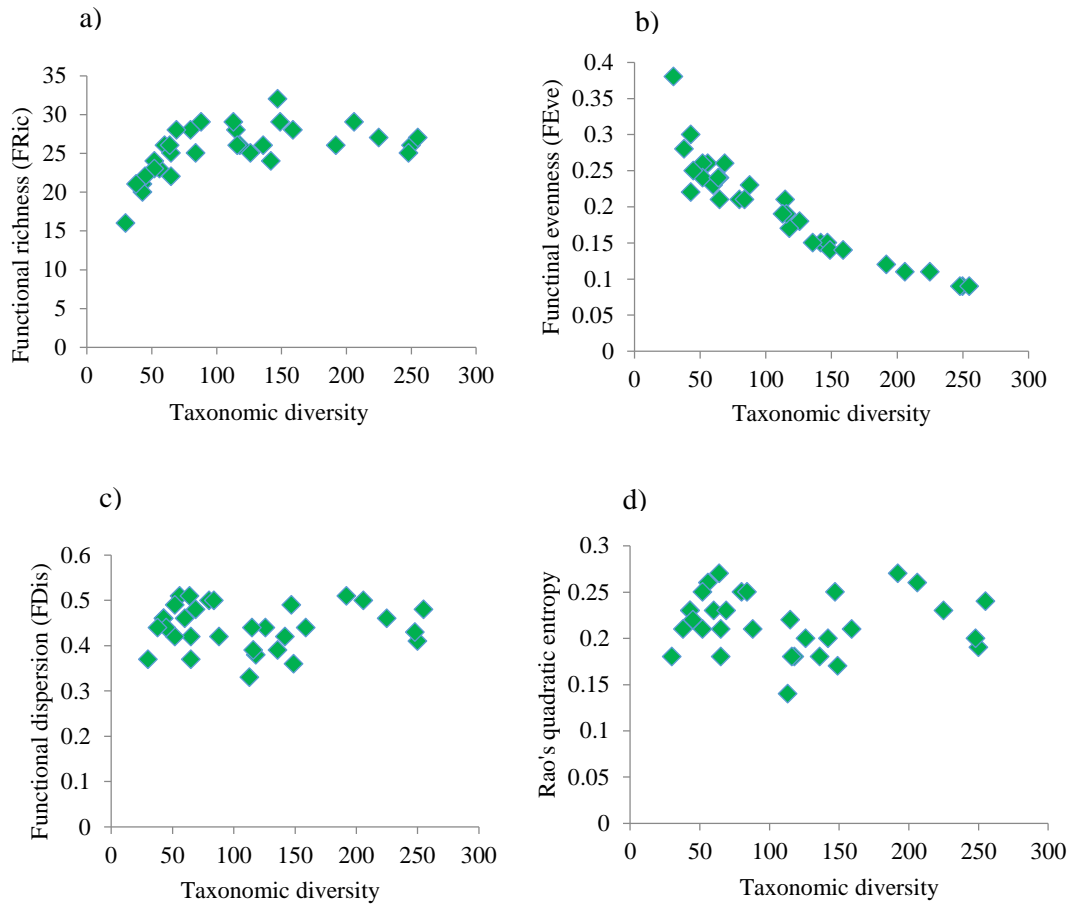 a)
Functional richness (FRic)
35
30
25
20
15
10
5
0
0 50 100 150 200 250 300
Taxonomic diversity
b)
Functinal evenness (FEve)
0.4
0.35
0.3
0.25
0.2
0.15
0.1
0.05
0
0 50 100 150 200 250 300
Taxonomic diversity
c)
Functional dispersion (FDis)
0.6
0.5
0.4
0.3
0.2
0.1
0
0 50 100 150 200 250 300
Taxonomic diversity
d)
Rao's quadratic entropy
0.3
0.25
0.2
0.15
0.1
0.05
0
0 50 100 150 200 250 300
Taxonomic diversity